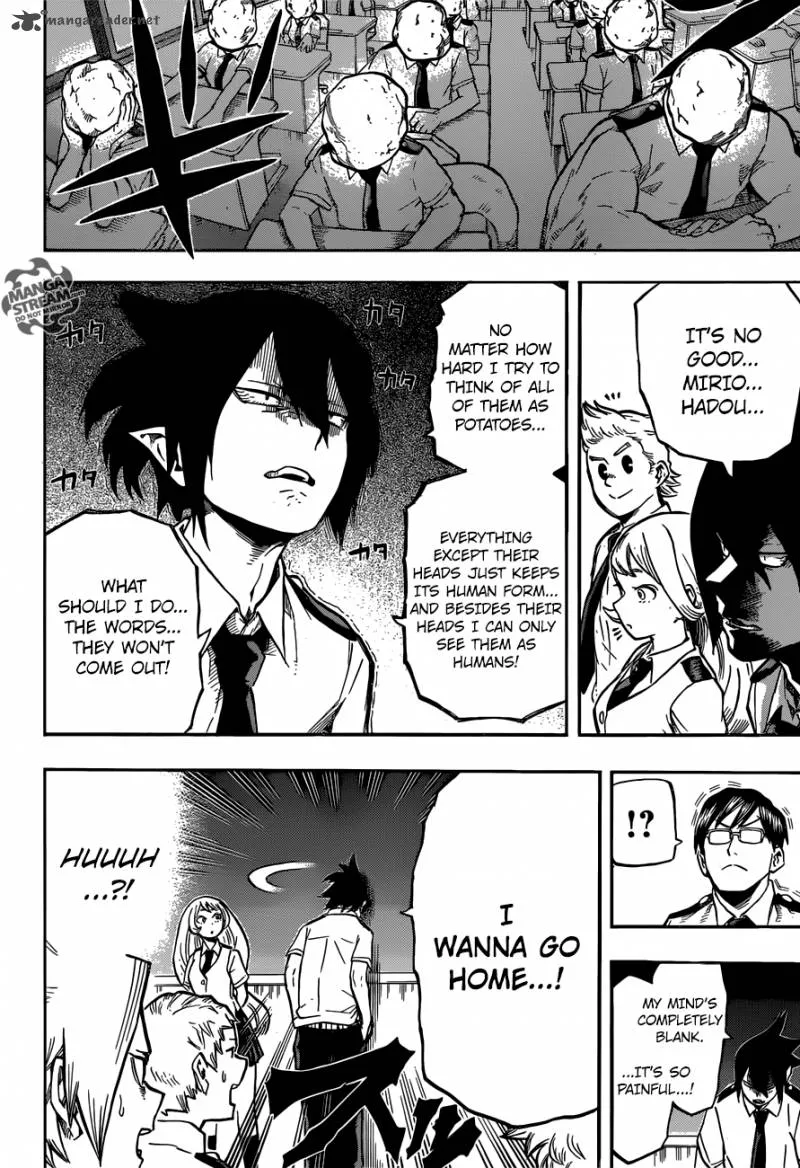 mangareader.net
MANGA
STREAM
DO NOT MIRROR
IT'S NO
GOOD...
MIRIO...
HADOU...
NO
MATTER HOW
HARD I TRY TO
THINK OF ALL
OF THEM AS
POTATOES...
EVERYTHING
EXCEPT THEIR
HEADS JUST KEEPS
ITS HUMAN FORM...
...AND BESIDES THEIR
HEADS I CAN ONLY
SEE THEM AS
HUMANS!
カタ
カタ
カタ
カタ
WHAT
SHOULD I DO...
THE WORDS...
THEY WON'T
COME OUT!
!?
MY MIND'S
COMPLETELY
BLANK.
...IT'S SO
PAINFUL...!
I
WANNA GO
HOME...!
HUUUH
...?!